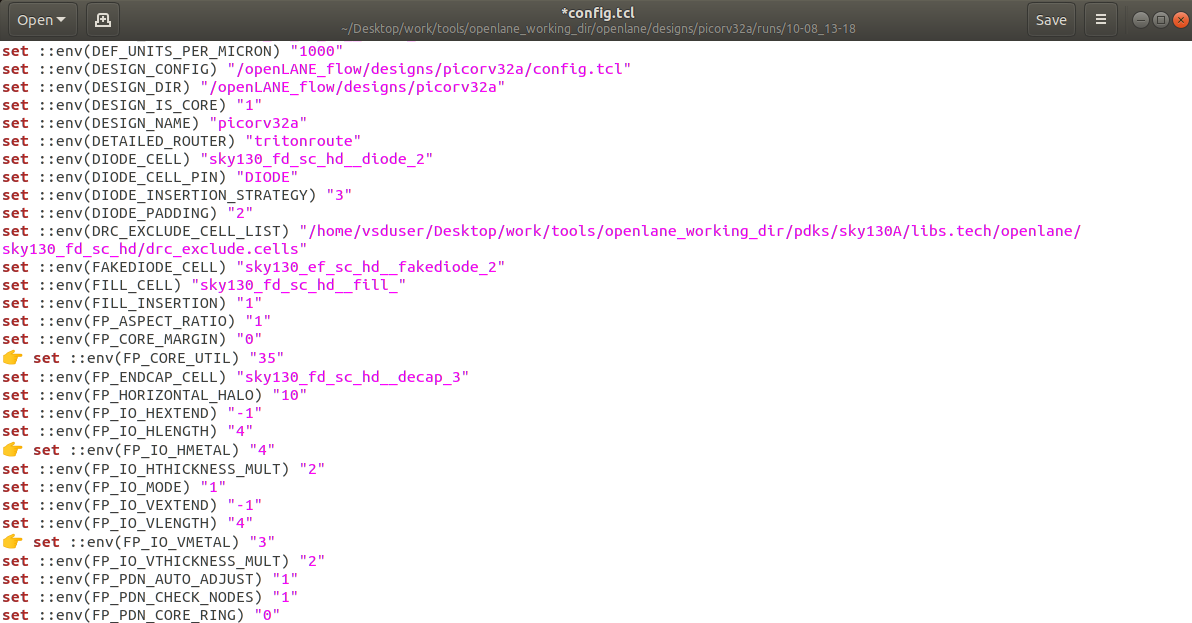 Open
*config.tcl
~/Desktop/work/tools/openlane_working_dir/openlane/designs/picorv32a/runs/10-08_13-18
Save
set ::env(DEF_UNITS_PER_MICRON) "1000"
set ::env(DESIGN_CONFIG) "/openLANE_flow/designs/picorv32a/config.tcl"
set ::env(DESIGN_DIR) "/openLANE_flow/designs/picorv32a"
set ::env(DESIGN_IS_CORE) "1"
set ::env(DESIGN_NAME) "picorv32a"
set ::env(DETAILED_ROUTER) "tritonroute"
set ::env(DIODE_CELL) "sky130_fd_sc_hd__diode_2"
set ::env(DIODE_CELL_PIN) "DIODE"
set ::env(DIODE_INSERTION_STRATEGY) "3"
set ::env(DIODE_PADDING) "2"
set ::env(DRC_EXCLUDE_CELL_LIST) "/home/vsduser/Desktop/work/tools/openlane_working_dir/pdks/sky130A/libs.tech/openlane/
sky130_fd_sc_hd/drc_exclude.cells"
set ::env(FAKEDIODE_CELL) "sky130_ef_sc_hd__fakediode_2"
set ::env(FILL_CELL) "sky130_fd_sc_hd__fill_"
set ::env(FILL_INSERTION) "1"
set ::env(FP_ASPECT_RATIO) "1"
set ::env(FP_CORE_MARGIN) "0"
👉 set ::env(FP_CORE_UTIL) "35"
set ::env(FP_ENDCAP_CELL) "sky130_fd_sc_hd__decap_3"
set ::env(FP_HORIZONTAL_HALO) "10"
set ::env(FP_IO_HEXTEND) "-1"
set ::env(FP_IO_HLENGTH) "4"
👉 set ::env(FP_IO_HMETAL) "4"
set ::env(FP_IO_HTHICKNESS_MULT) "2"
set ::env(FP_IO_MODE) "1"
set ::env(FP_IO_VEXTEND) "-1"
set ::env(FP_IO_VLENGTH) "4"
👉 set ::env(FP_IO_VMETAL) "3"
set ::env(FP_IO_VTHICKNESS_MULT) "2"
set ::env(FP_PDN_AUTO_ADJUST) "1"
set ::env(FP_PDN_CHECK_NODES) "1"
set ::env(FP_PDN_CORE_RING) "0"